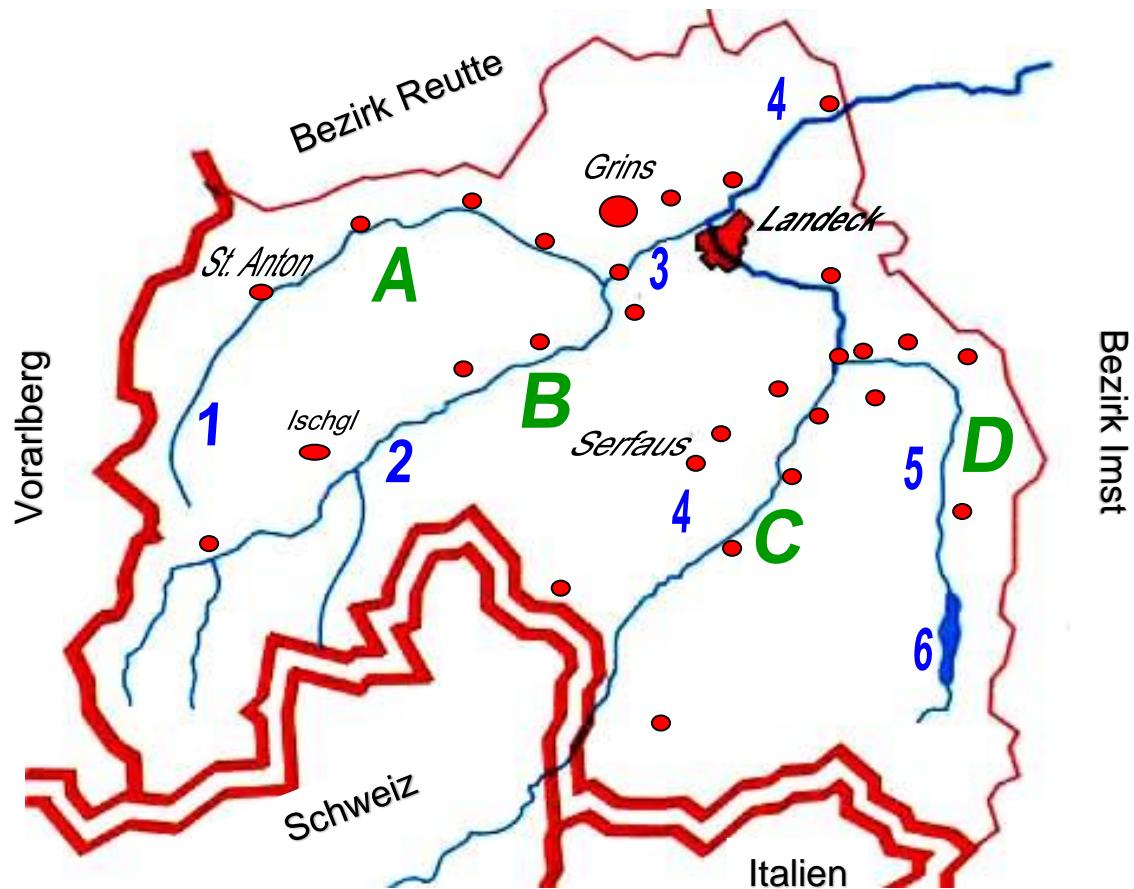 Bezirk Reutte
4
Grins
Landeck
St. Anton
A
3
Vorarlberg
Bezirk Imst
B
Ischgl
1
2
Serfaus
D
5
4
C
6
Schweiz
Italien